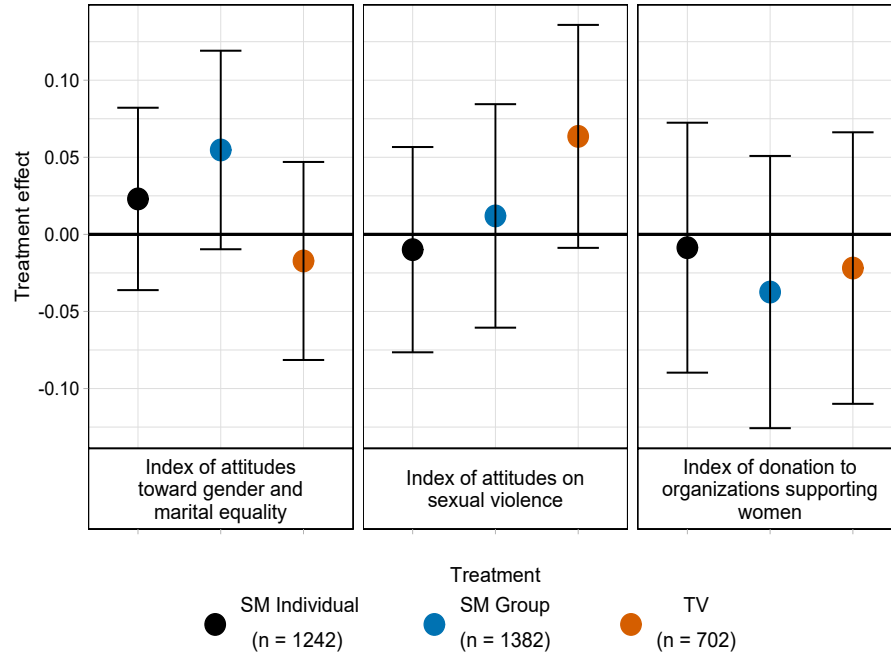 Treatment effect
0.10
0.05
0.00
-0.05
-0.10
Index of attitudes
toward gender and
marital equality
Index of attitudes on
sexual violence
Index of donation to
organizations supporting
women
Treatment
SM Individual
(n = 1242)
SM Group
(n = 1382)
TV
(n = 702)